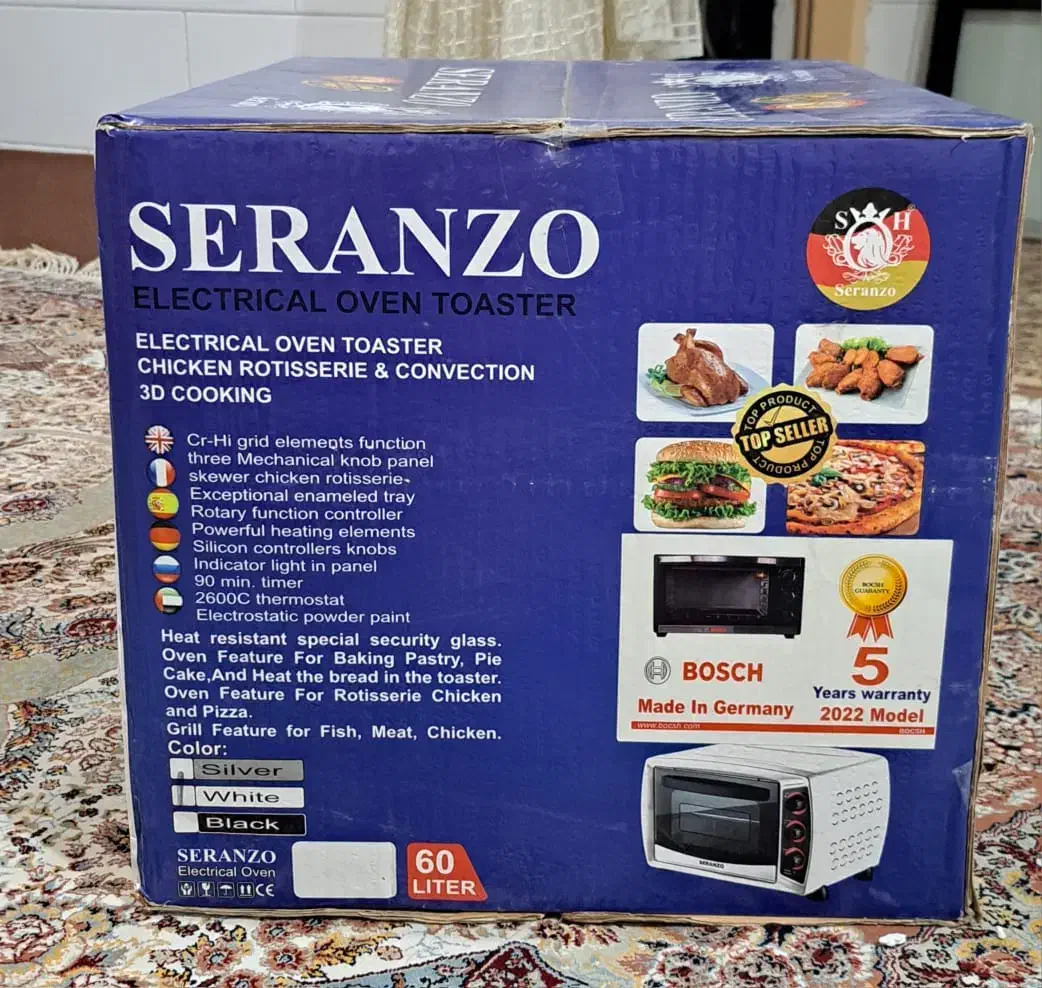 SERANZO
ELECTRICAL OVEN TOASTER
ELECTRICAL OVEN TOASTER
CHICKEN ROTISSERIE & CONVECTION
3D COOKING
Cr-Hi grid elements function
three Mechanical knob panel
skewer chicken rotisserie-
Exceptional enameled tray
Rotary function controller
Powerful heating elements
Silicon controllers knobs
Indicator light in panel
90 min. timer
2600C thermostat
Electrostatic powder paint
Heat resistant special security glass.
Oven Feature For Baking Pastry, Pie
Cake,And Heat the bread in the toaster.
Oven Feature For Rotisserie Chicken
and Pizza.
Grill Feature for Fish, Meat, Chicken.
Color:
Silver
White
Black
SERANZO
Electrical Oven
CE
60
LITER
S H
Seranzo
TOP PRODUCT
TOP SELLER
TOP PRODUCT
BOCSH
GUARANTY
BOSCH
Made In Germany
www.bocsh.com
5
Years warranty
2022 Model
BOCSH
SERANZO